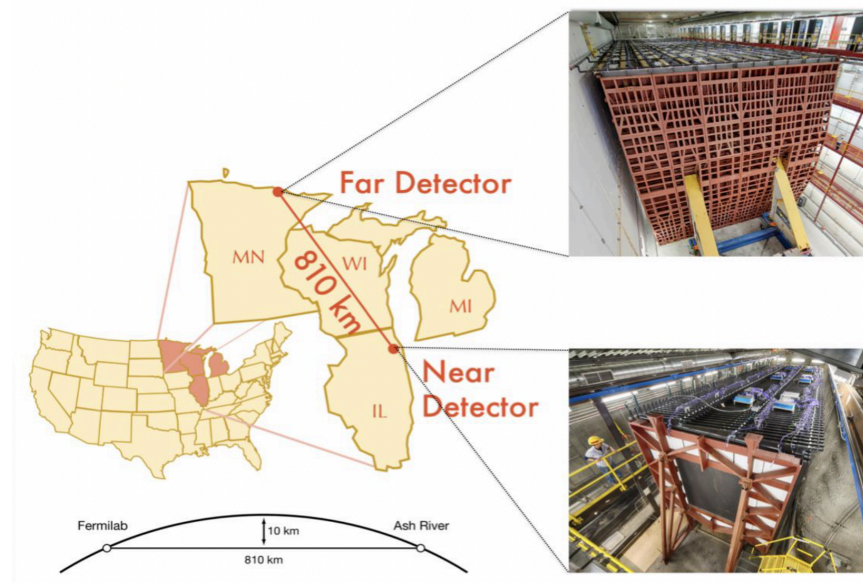 Far Detector
MN
WI
810 km
MI
Near
Detector
IL
Fermilab
10 km
Ash River
810 km